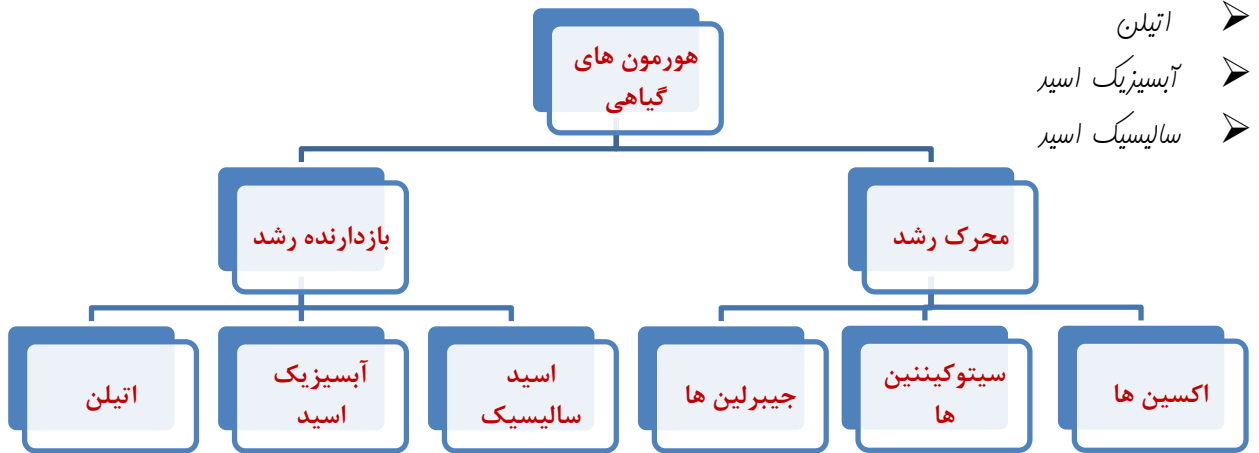 ➢ اتیلن
➢ آبسیزیک اسید
➢ سالیسیک اسید
هورمون های
گیاهی
محرک رشد
بازدارنده رشد
اکسین ها
سیتوکیننین
ها
جیبرلین ها
اسید
سالیسیک
آبسیزیک
اسید
اتیلن